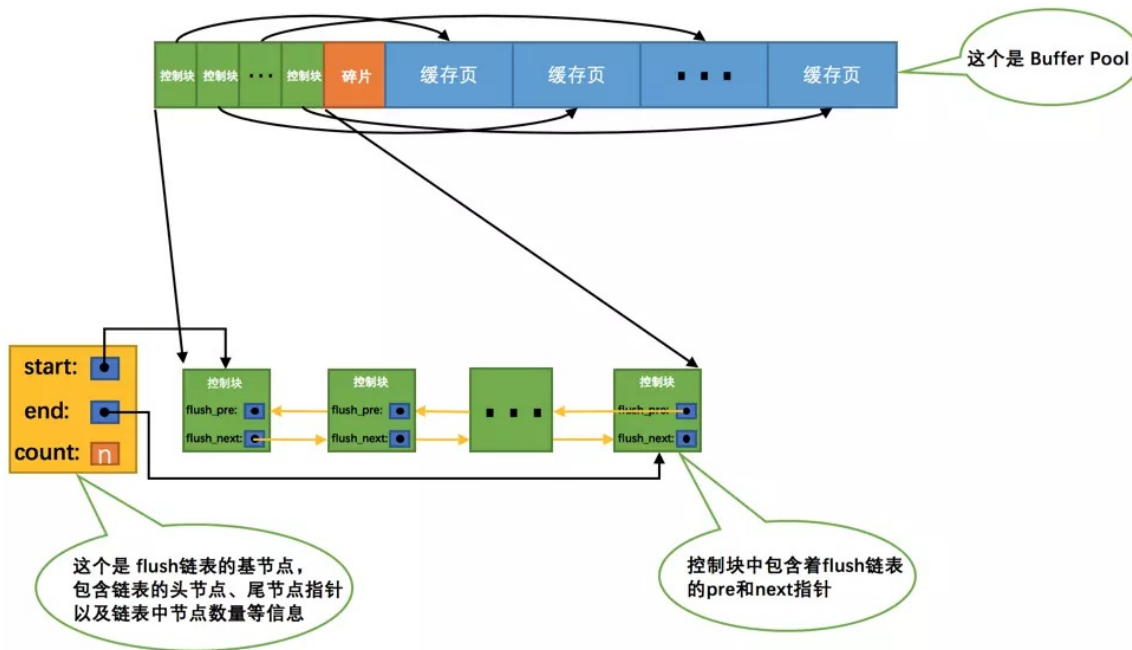 控制块
控制块
···
控制块
碎片
缓存页
缓存页
▪ ▪ ▪
缓存页
这个是 Buffer Pool
start:
end:
count: n
控制块
flush_pre:
flush_next:
控制块
flush_pre:
flush_next:
▪ ▪ ▪
控制块
flush_pre:
flush_next:
这个是 flush链表的基节点，
包含链表的头节点、尾节点指针
以及链表中节点数量等信息
控制块中包含着flush链表
的pre和next指针